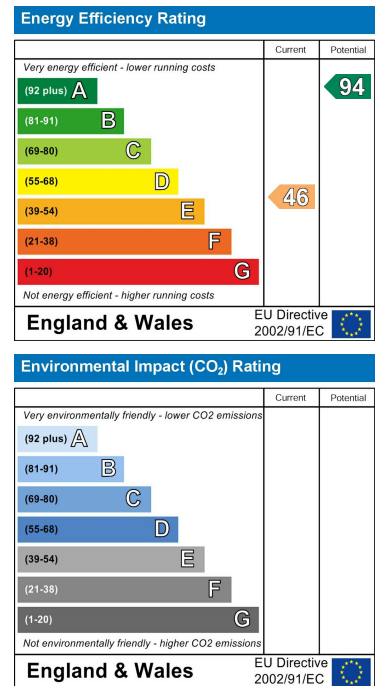 Energy Efficiency Rating
Current Potential
Very energy efficient - lower running costs
(92 plus) A
94
(81-91) B
(69-80) C
(55-68) D
46
(39-54) E
(21-38) F
(1-20) G
Not energy efficient - higher running costs
England & Wales
EU Directive
2002/91/EC
Environmental Impact (CO₂) Rating
Current Potential
Very environmentally friendly - lower CO2 emissions
(92 plus) A
(81-91) B
(69-80) C
(55-68) D
(39-54) E
(21-38) F
(1-20) G
Not environmentally friendly - higher CO2 emissions
England & Wales
EU Directive
2002/91/EC